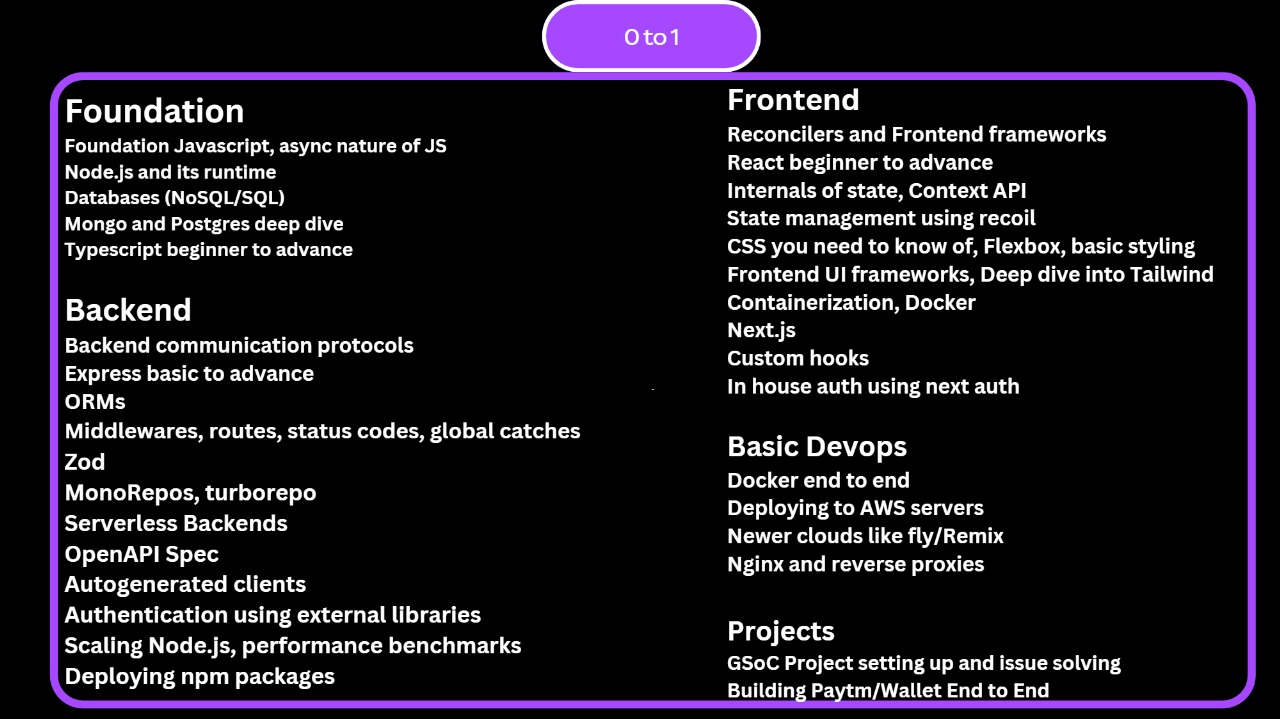 0 to 1
Foundation
Foundation Javascript, async nature of JS
Node.js and its runtime
Databases (NoSQL/SQL)
Mongo and Postgres deep dive
Typescript beginner to advance
Backend
Backend communication protocols
Express basic to advance
ORMs
Middlewares, routes, status codes, global catches
Zod
MonoRepos, turborepo
Serverless Backends
OpenAPI Spec
Autogenerated clients
Authentication using external libraries
Scaling Node.js, performance benchmarks
Deploying npm packages
Frontend
Reconcilers and Frontend frameworks
React beginner to advance
Internals of state, Context API
State management using recoil
CSS you need to know of, Flexbox, basic styling
Frontend UI frameworks, Deep dive into Tailwind
Containerization, Docker
Next.js
Custom hooks
In house auth using next auth
Basic Devops
Docker end to end
Deploying to AWS servers
Newer clouds like fly/Remix
Nginx and reverse proxies
Projects
GSoC Project setting up and issue solving
Building Paytm/Wallet End to End